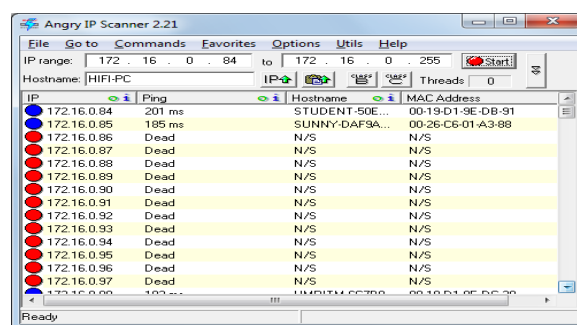 Angry IP Scanner 2.21
File Go to Commands Favorites Options Utils Help
IP range: 172 . 16 . 0 . 84 to 172 . 16 . 0 . 255 Start
Hostname: HIFI-PC IP Threads 0
IP Ping Hostname MAC Address
172.16.0.84 201 ms STUDENT-50E... 00-19-D1-9E-DB-91
172.16.0.85 185 ms SUNNY-DAF9A... 00-26-C6-01-A3-88
172.16.0.86 Dead N/S N/S
172.16.0.87 Dead N/S N/S
172.16.0.88 Dead N/S N/S
172.16.0.89 Dead N/S N/S
172.16.0.90 Dead N/S N/S
172.16.0.91 Dead N/S N/S
172.16.0.92 Dead N/S N/S
172.16.0.93 Dead N/S N/S
172.16.0.94 Dead N/S N/S
172.16.0.95 Dead N/S N/S
172.16.0.96 Dead N/S N/S
172.16.0.97 Dead N/S N/S
Ready